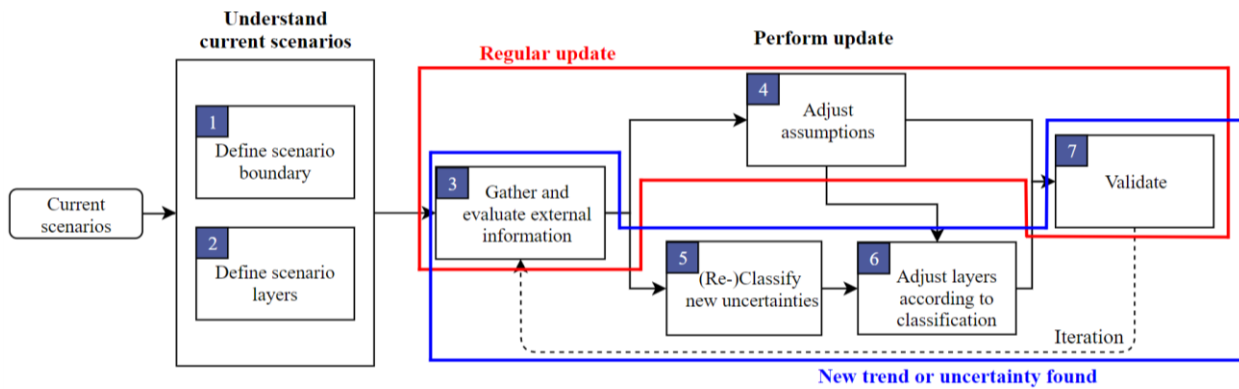 Understand
current scenarios
Perform update
Regular update
Current
scenarios
1
Define scenario
boundary
2
Define scenario
layers
3
Gather and
evaluate external
information
4
Adjust
assumptions
5
(Re-)Classify
new uncertainties
6
Adjust layers
according to
classification
7
Validate
Iteration
New trend or uncertainty found